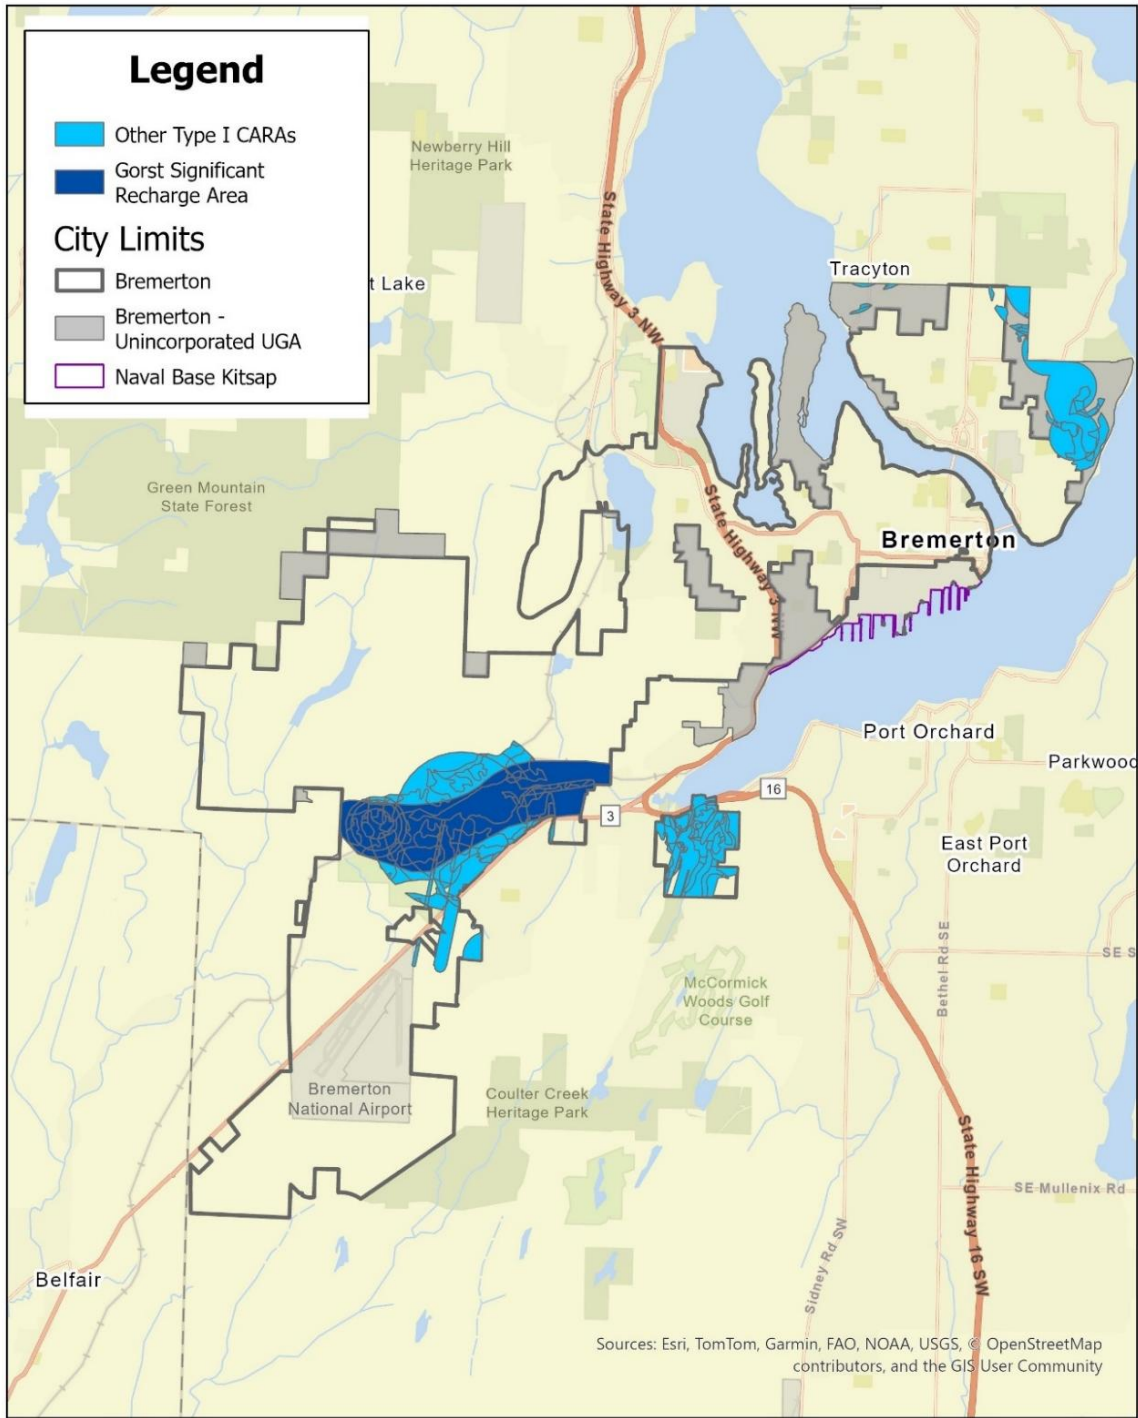 Legend
Other Type I CARAs
Gorst Significant
Recharge Area
City Limits
Bremerton
Bremerton -
Unincorporated UGA
Naval Base Kitsap
Newberry Hill
Heritage Park
State Highway 3 NW
t Lake
Tracyton
Green Mountain
State Forest
State Highway 3 NW
Bremerton
Port Orchard
Parkwood
16
3
East Port
Orchard
Bethel Rd SE
SE S
McCormick
Woods Golf
Course
Bremerton
National Airport
Coulter Creek
Heritage Park
State Highway 16 SW
SE Mullenix Rd
Sidney Rd SW
Belfair
Sources: Esri, TomTom, Garmin, FAO, NOAA, USGS, © OpenStreetMap
contributors, and the GIS User Community